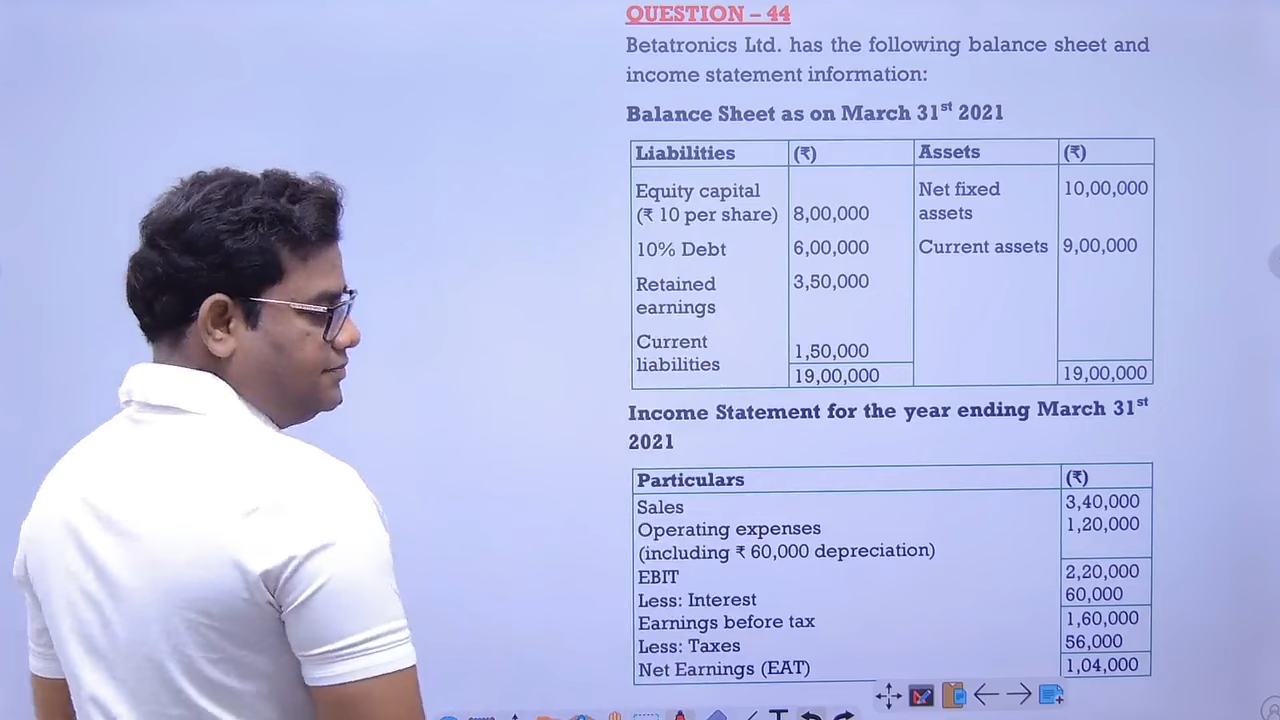 QUESTION – 44
Betatronics Ltd. has the following balance sheet and
income statement information:
Balance Sheet as on March 31st 2021
Liabilities (₹) Assets (₹)
Equity capital Net fixed 10,00,000
(₹ 10 per share) 8,00,000 assets
10% Debt 6,00,000 Current assets 9,00,000
Retained 3,50,000
earnings
Current
liabilities 1,50,000
19,00,000 19,00,000
Income Statement for the year ending March 31st
2021
Particulars (₹)
Sales 3,40,000
Operating expenses 1,20,000
(including ₹ 60,000 depreciation)
EBIT 2,20,000
Less: Interest 60,000
Earnings before tax 1,60,000
Less: Taxes 56,000
Net Earnings (EAT) 1,04,000